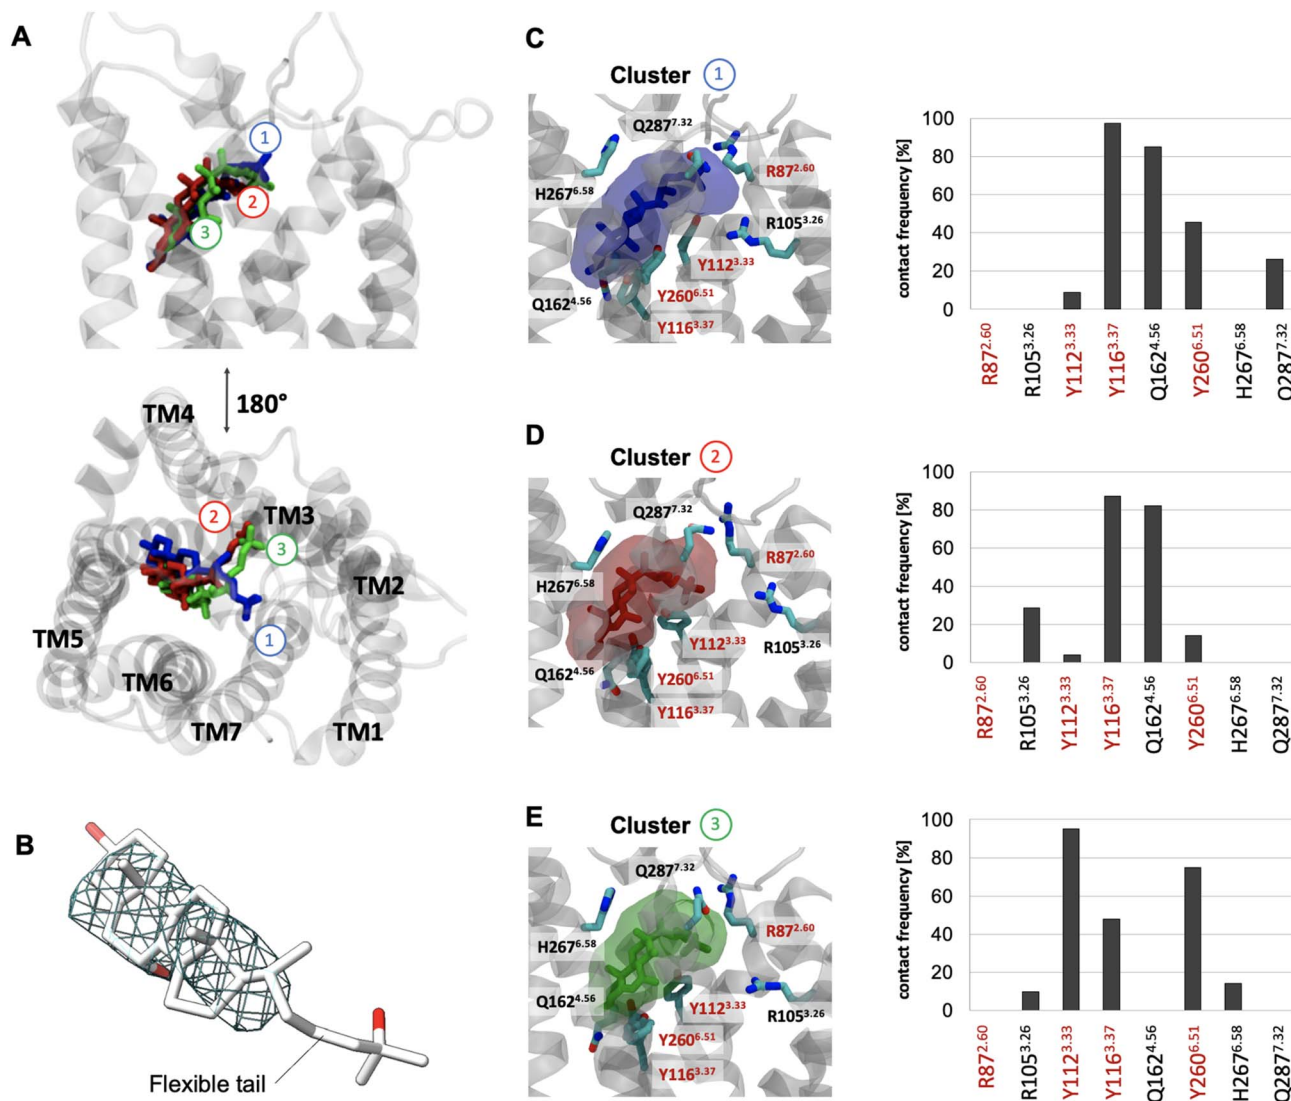 A
1
2
3
180°
TM4
2
TM3
3
TM2
TM5
1
TM6
TM7
TM1
B
Flexible tail
C
Cluster 1
Q287^7.32
R87^2.60
H267^6.58
R105^3.26
Y112^3.33
Q162^4.56
Y260^6.51
Y116^3.37
contact frequency [%]
100
80
60
40
20
0
R87^2.60
R105^3.26
Y112^3.33
Y116^3.37
Q162^4.56
Y260^6.51
H267^6.58
Q287^7.32
D
Cluster 2
Q287^7.32
R87^2.60
H267^6.58
Y112^3.33
R105^3.26
Q162^4.56
Y260^6.51
Y116^3.37
contact frequency [%]
100
80
60
40
20
0
R87^2.60
R105^3.26
Y112^3.33
Y116^3.37
Q162^4.56
Y260^6.51
H267^6.58
Q287^7.32
E
Cluster 3
Q287^7.32
R87^2.60
H267^6.58
Q162^4.56
Y112^3.33
R105^3.26
Y260^6.51
Y116^3.37
contact frequency [%]
100
80
60
40
20
0
R87^2.60
R105^3.26
Y112^3.33
Y116^3.37
Q162^4.56
Y260^6.51
H267^6.58
Q287^7.32